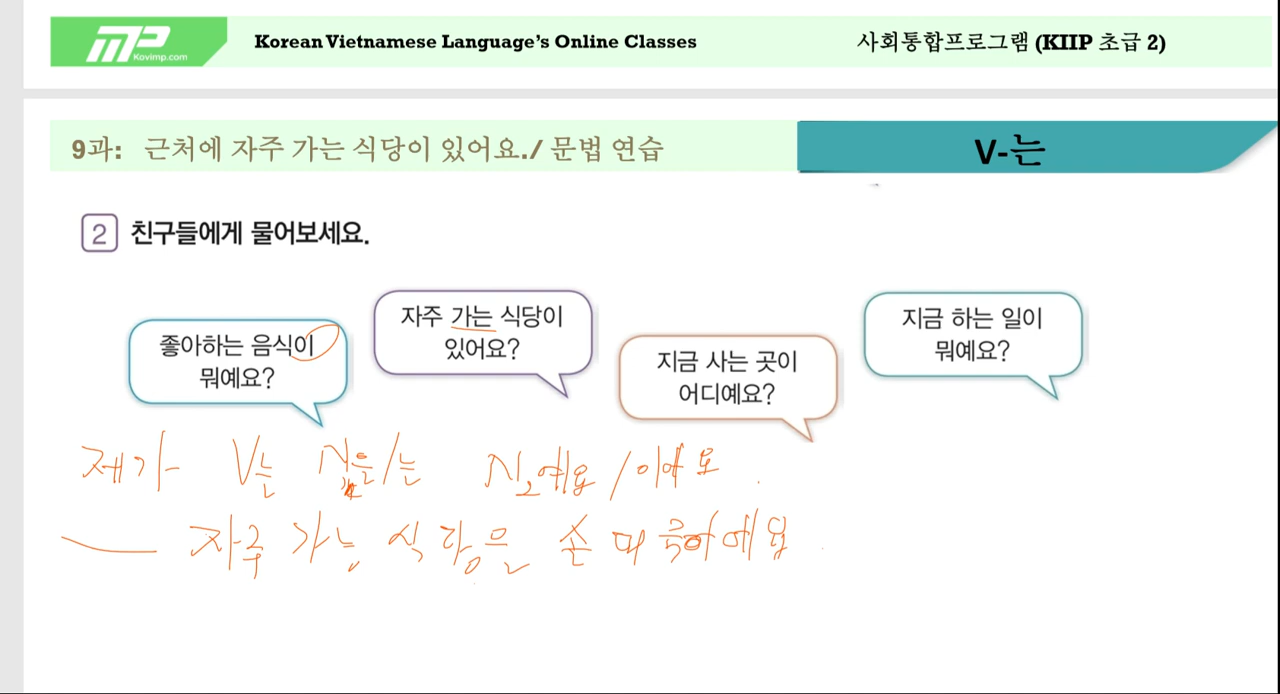 MP
Kovimp.com
Korean Vietnamese Language's Online Classes
사회통합프로그램 (KIIP 초급 2)
9과: 근처에 자주 가는 식당이 있어요./ 문법 연습
V-는
2 친구들에게 물어보세요.
좋아하는 음식이
뭐예요?
자주 가는 식당이
있어요?
지금 사는 곳이
어디예요?
지금 하는 일이
뭐예요?
제가 V는 N은/는 N2예요/이에요.
자주 가는 식당은